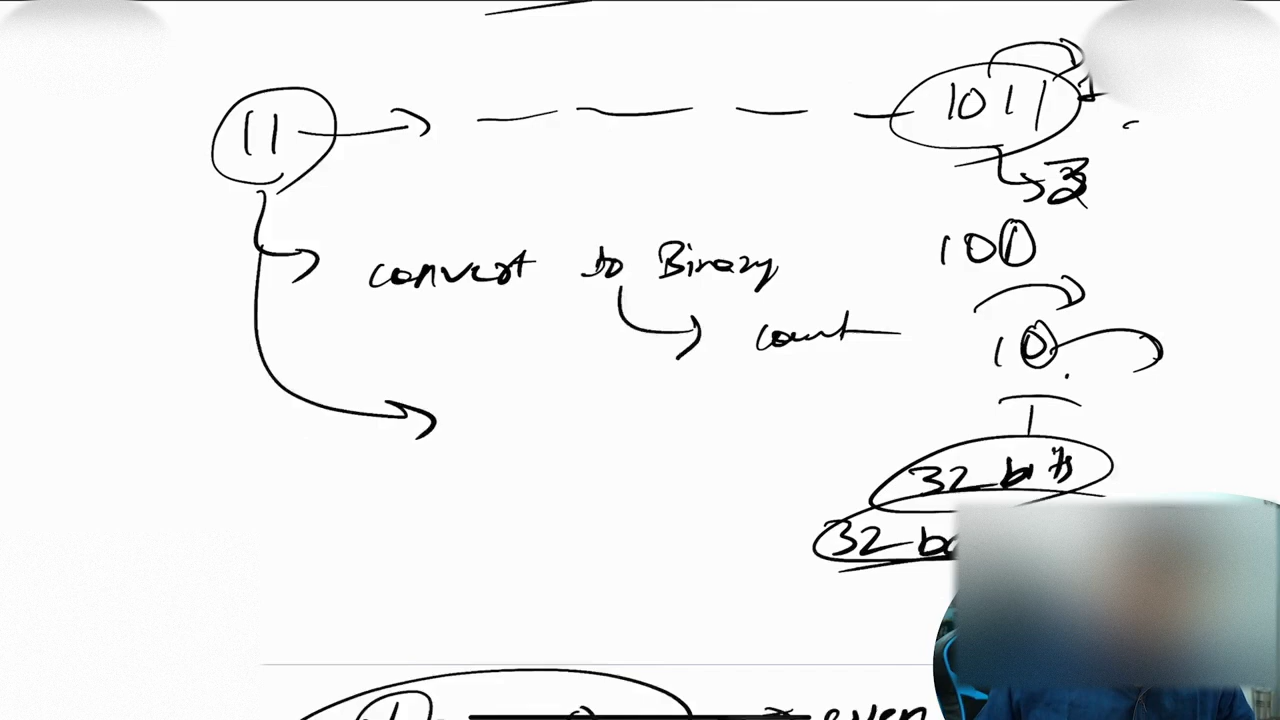 11 → — — — — 1011
3
100
convert to Binary
count
10
32 bits
32 b
even